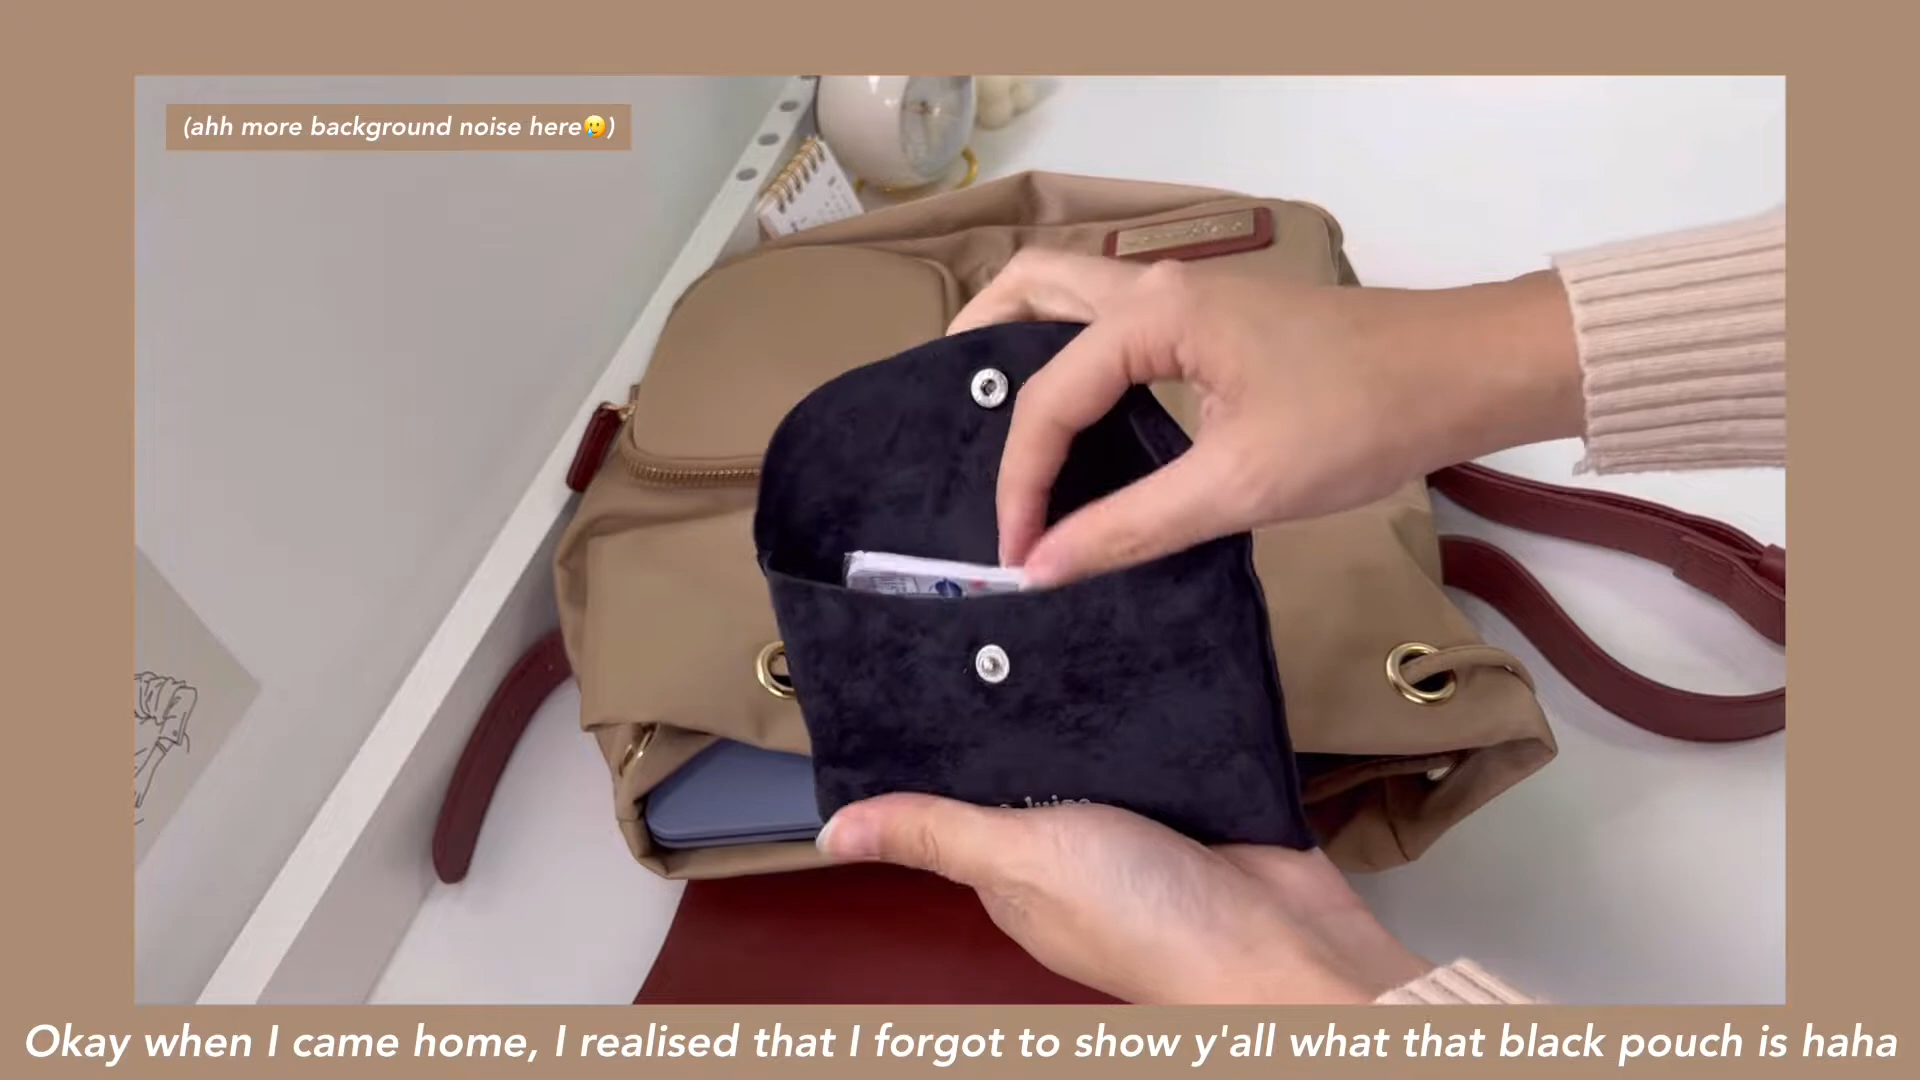 (ahh more background noise here🥲)
Okay when I came home, I realised that I forgot to show y'all what that black pouch is haha